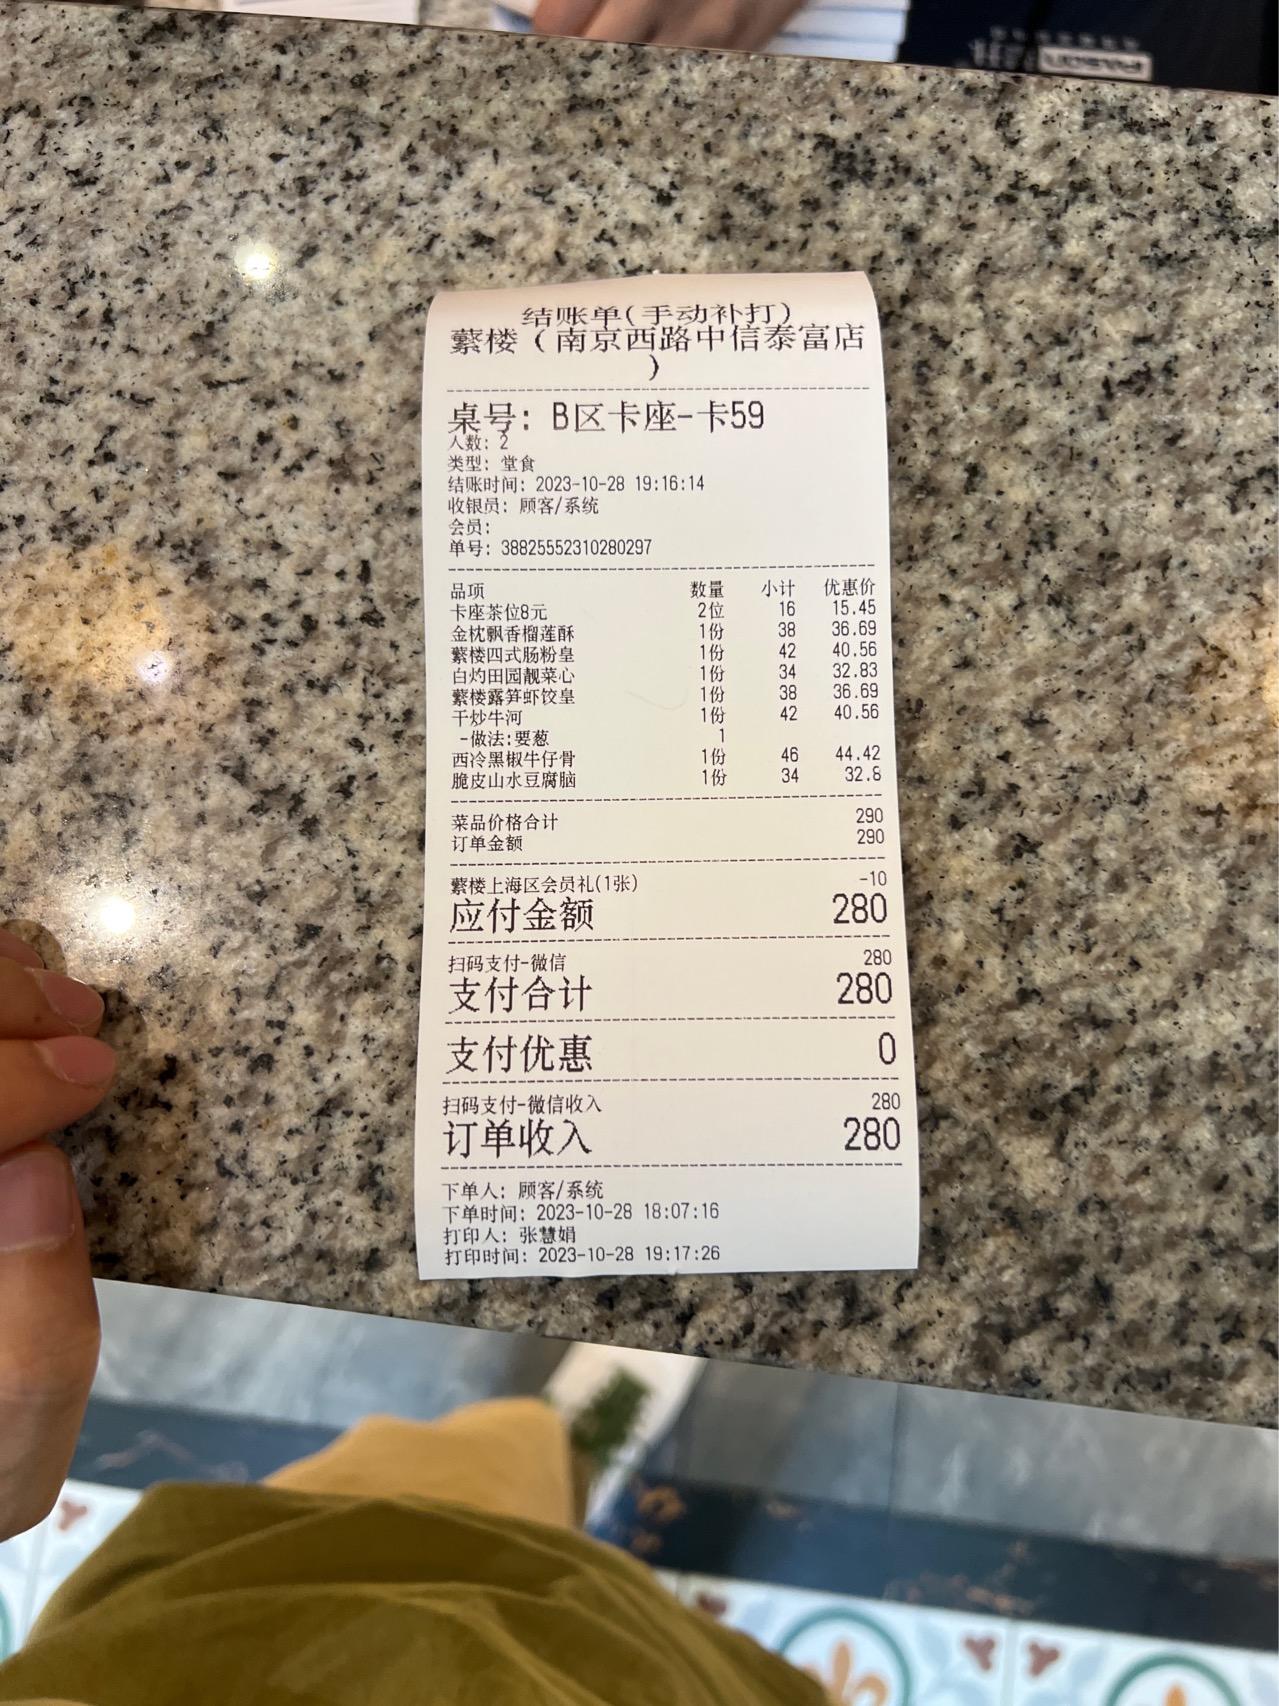 结账单(手动补打)
蘩楼（南京西路中信泰富店
）
桌号: B区卡座-卡59
人数: 2
类型: 堂食
结账时间: 2023-10-28 19:16:14
收银员: 顾客/系统
会员:
单号: 38825552310280297
品项 数量 小计 优惠价
卡座茶位8元 2位 16 15.45
金枕飘香榴莲酥 1份 38 36.69
蘩楼四式肠粉皇 1份 42 40.56
白灼田园靓菜心 1份 34 32.83
蘩楼露笋虾饺皇 1份 38 36.69
干炒牛河 1份 42 40.56
-做法:要葱 1
西冷黑椒牛仔骨 1份 46 44.42
脆皮山水豆腐脑 1份 34 32.8
菜品价格合计 290
订单金额 290
蘩楼上海区会员礼(1张) -10
应付金额 280
扫码支付-微信 280
支付合计 280
支付优惠 0
扫码支付-微信收入 280
订单收入 280
下单人: 顾客/系统
下单时间: 2023-10-28 18:07:16
打印人: 张慧娟
打印时间: 2023-10-28 19:17:26